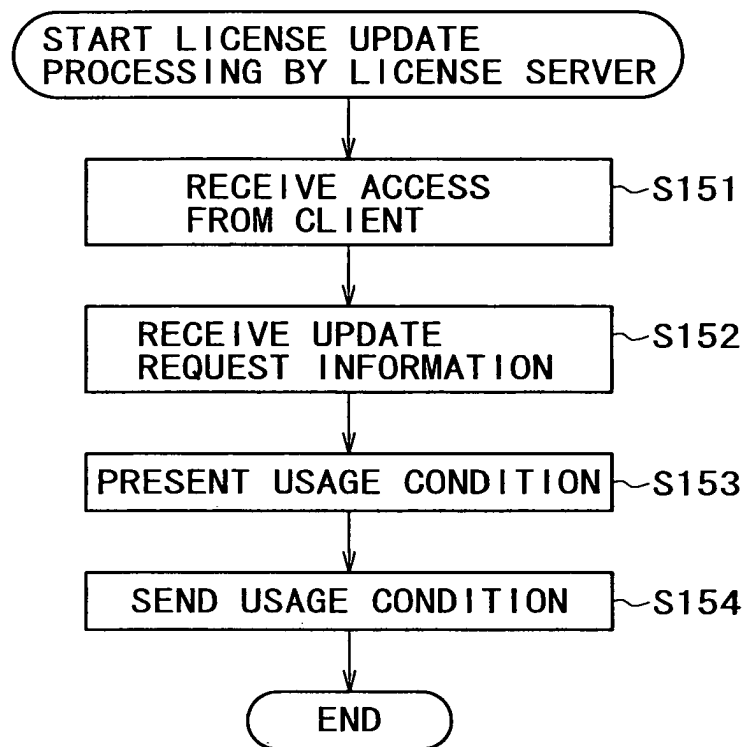 START LICENSE UPDATE
PROCESSING BY LICENSE SERVER
RECEIVE ACCESS
FROM CLIENT
S151
RECEIVE UPDATE
REQUEST INFORMATION
S152
PRESENT USAGE CONDITION
S153
SEND USAGE CONDITION
S154
END